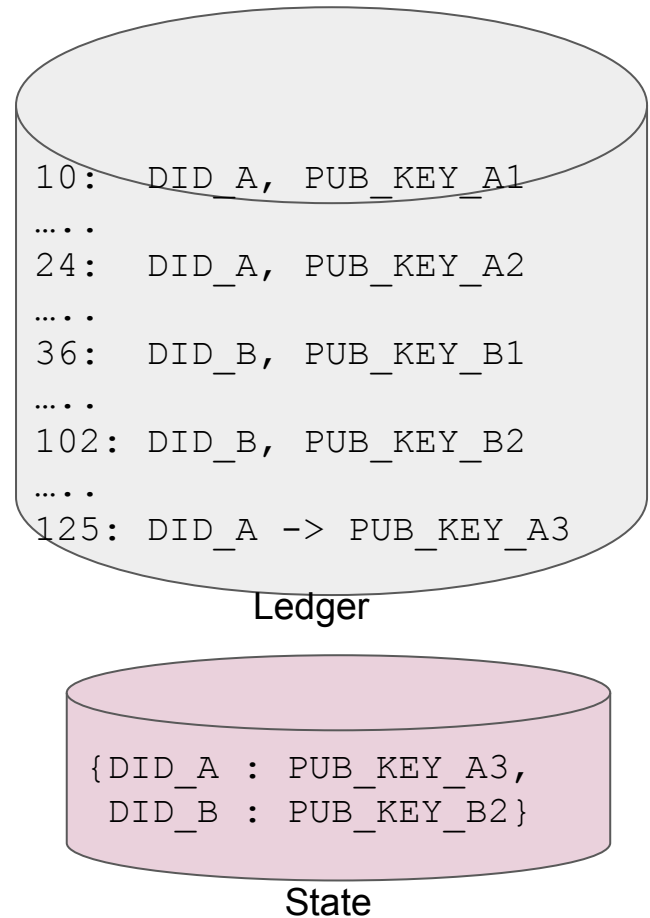 10:  DID_A, PUB_KEY_A1
…..
24:  DID_A, PUB_KEY_A2
…..
36:  DID_B, PUB_KEY_B1
…..
102: DID_B, PUB_KEY_B2
…..
125: DID_A -> PUB_KEY_A3
Ledger
{DID_A : PUB_KEY_A3,
DID_B : PUB_KEY_B2}
State